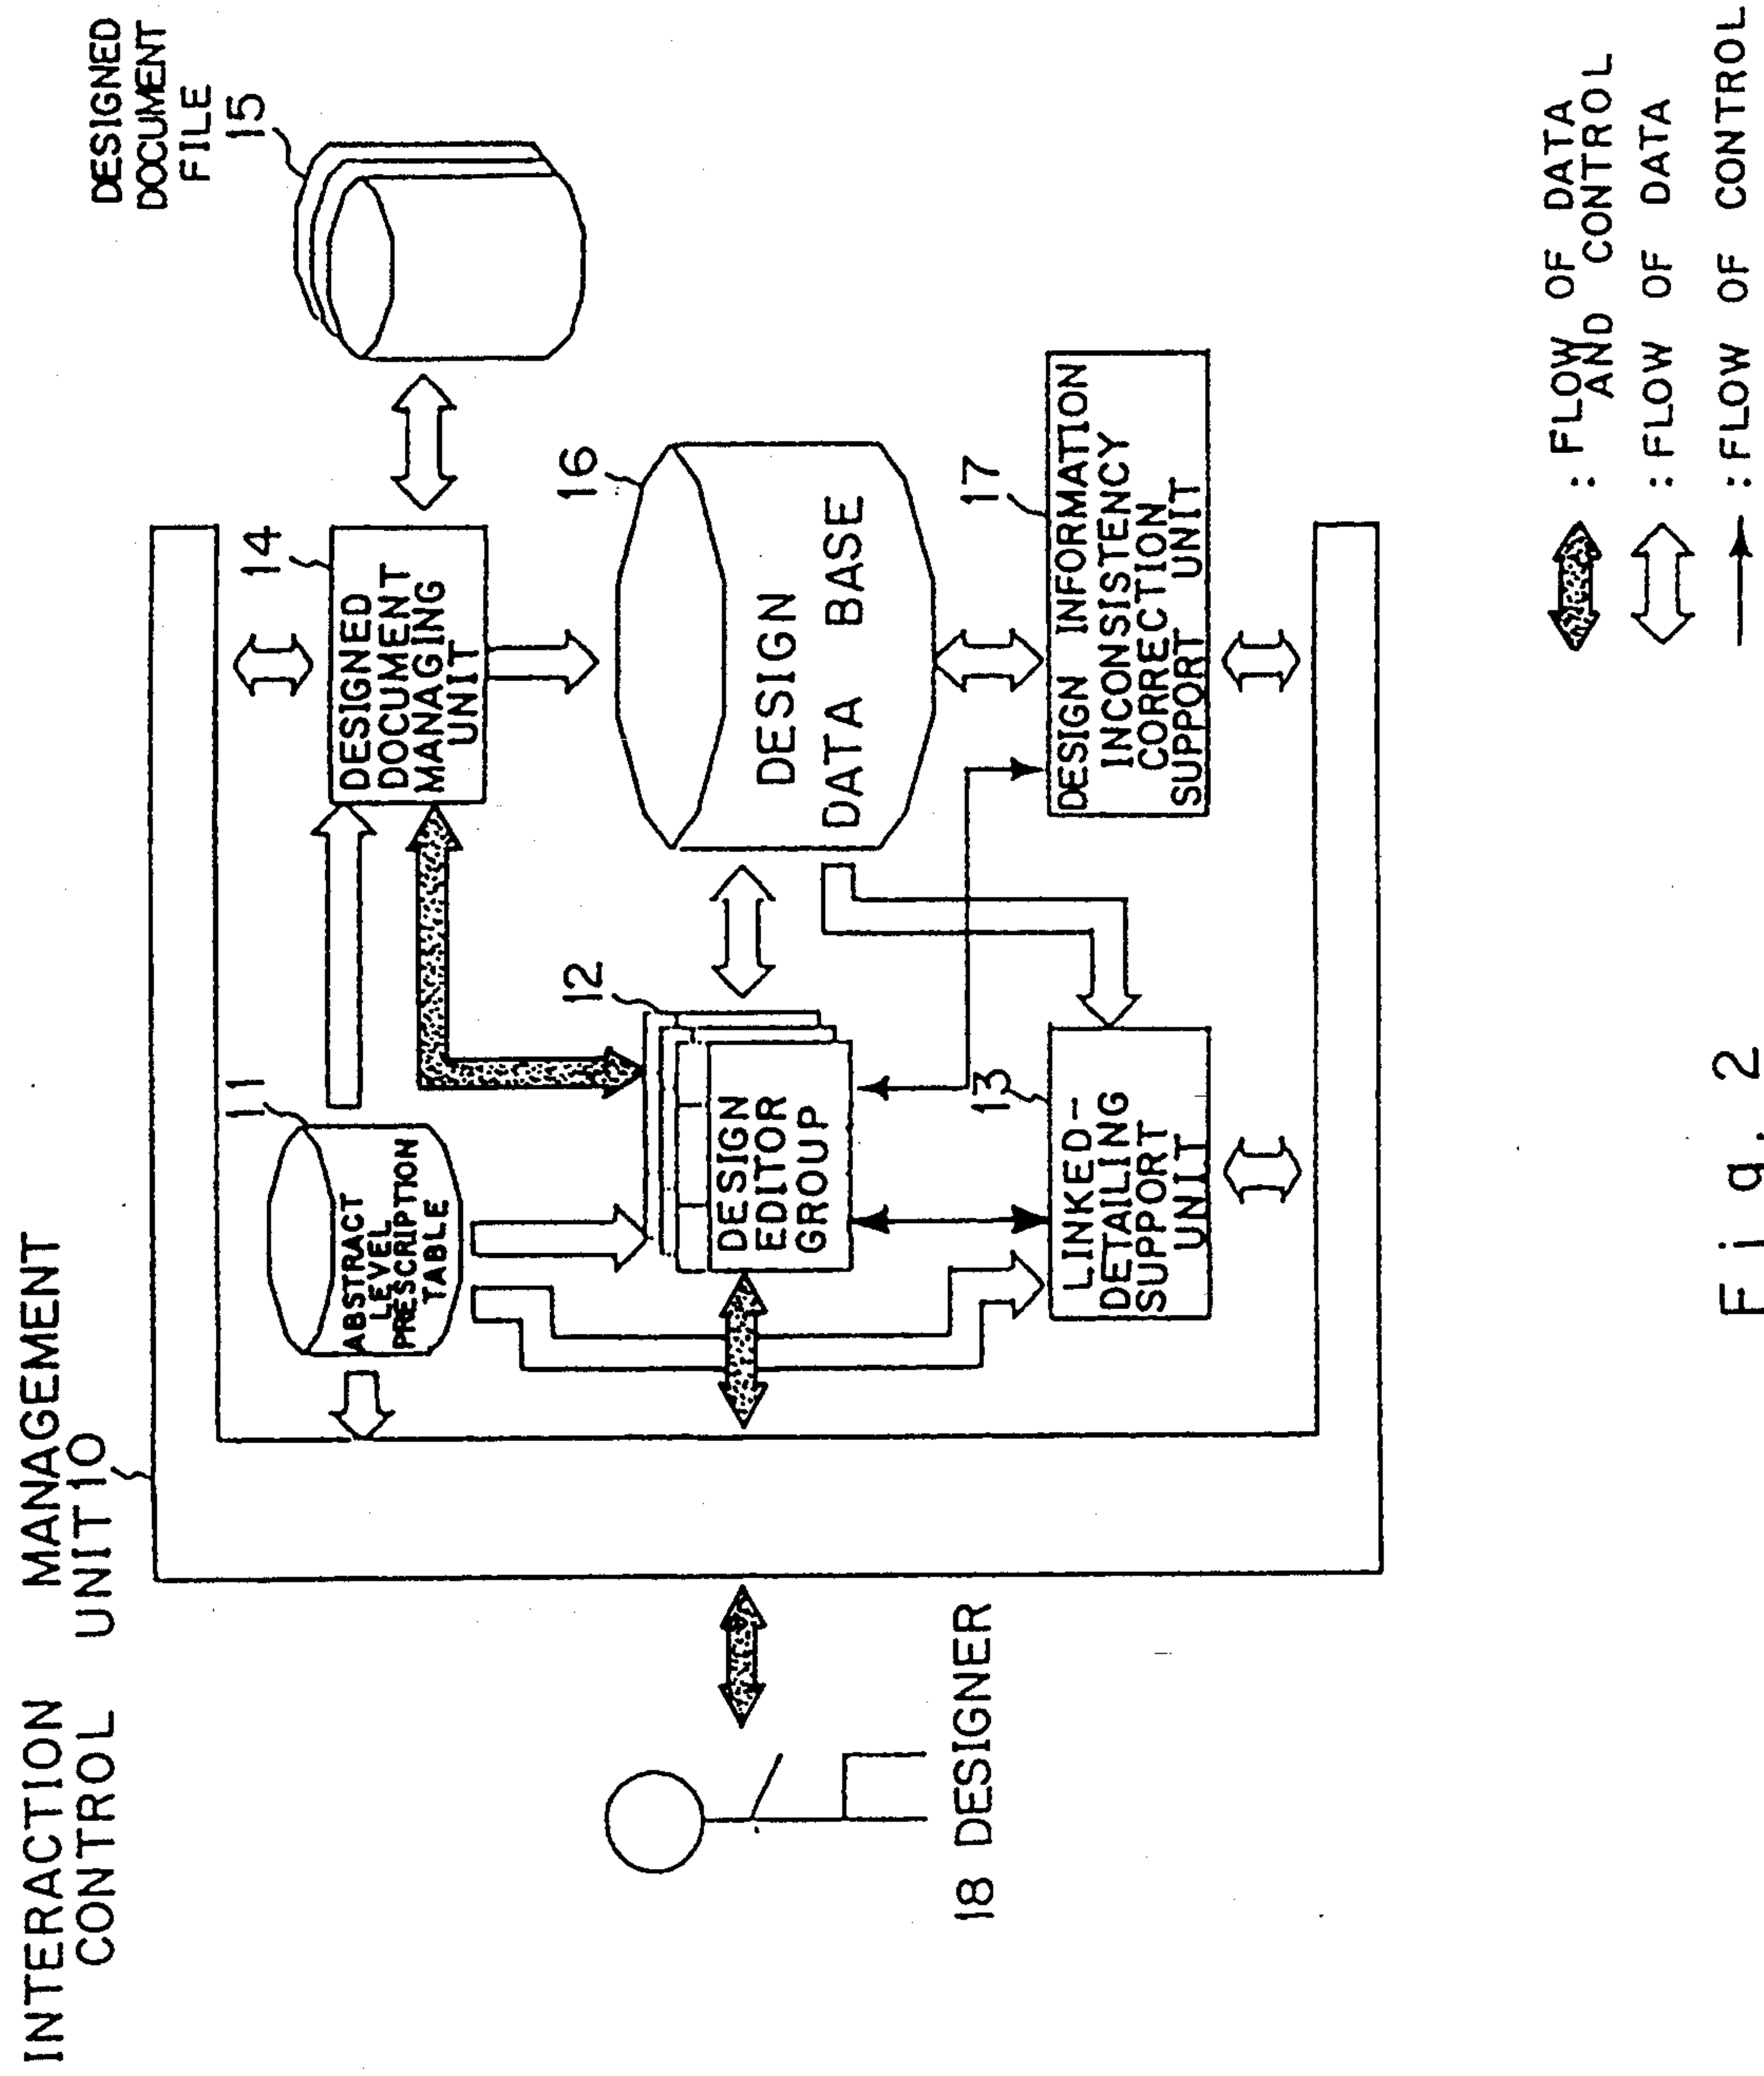 INTERACTION MANAGEMENT
CONTROL UNIT 10
DESIGNED
DOCUMENT
FILE
15
11
ABSTRACT
LEVEL
PRESCRIPTION
TABLE
14
DESIGNED
DOCUMENT
MANAGING
UNIT
12
DESIGN
EDITOR
GROUP
16
DESIGN
DATA BASE
18 DESIGNER
13
LINKED-
DETAILING
SUPPORT
UNIT
17
DESIGN INFORMATION
INCONSISTENCY
CORRECTION
SUPPORT UNIT
: FLOW OF DATA
AND CONTROL
: FLOW OF DATA
: FLOW OF CONTROL
Fig. 2